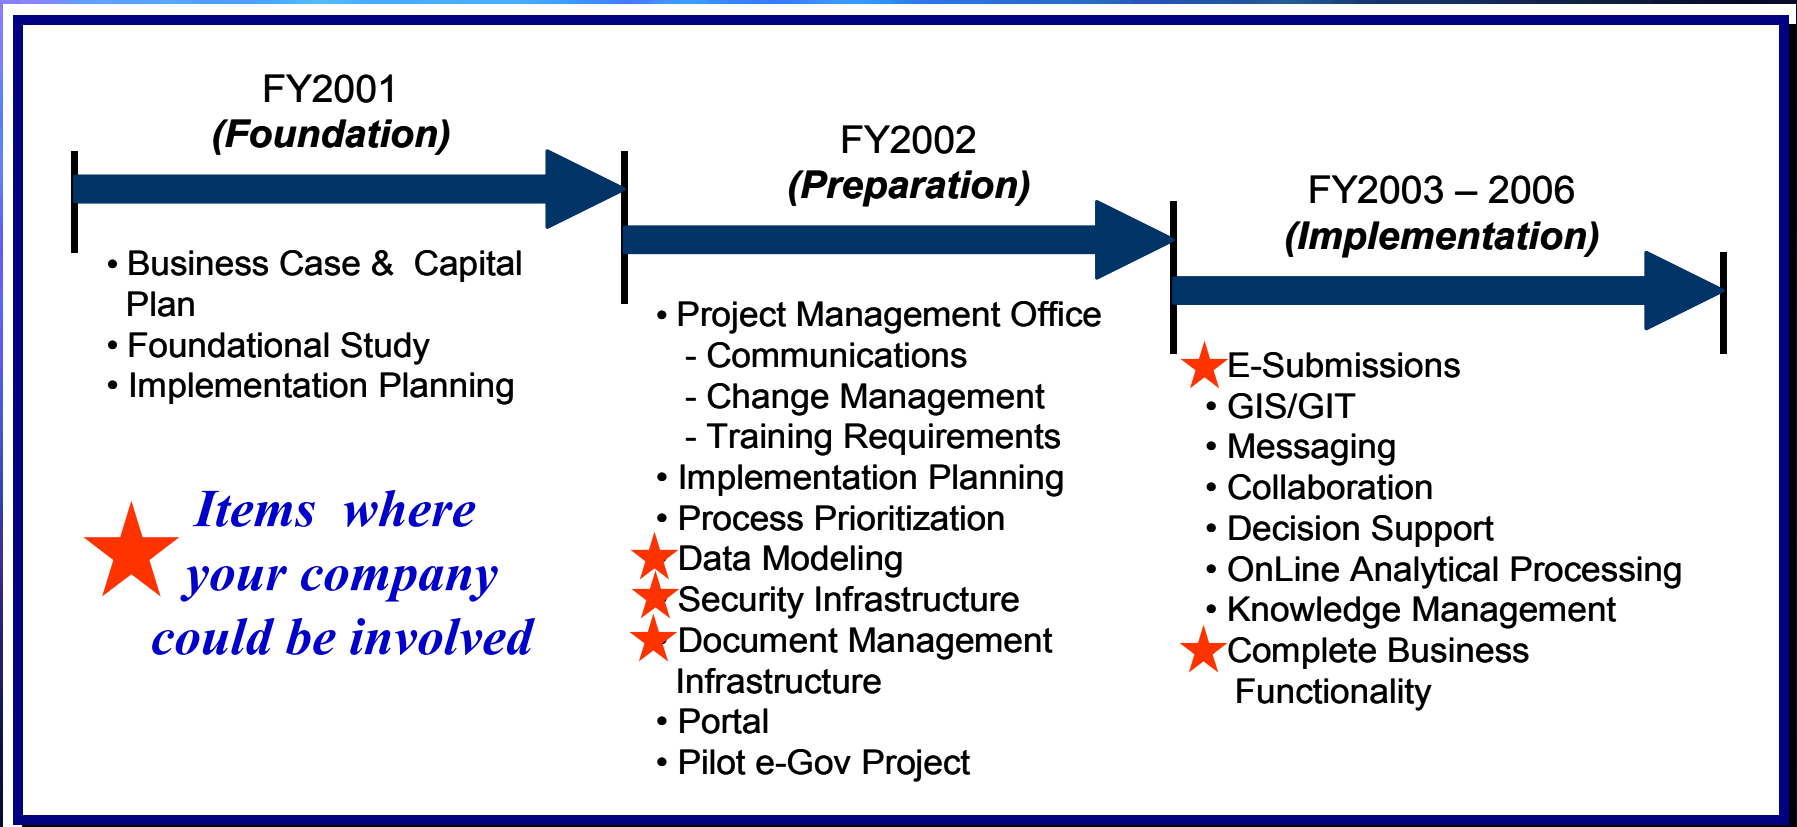 FY2001
(Foundation)
• Business Case & Capital
Plan
• Foundational Study
• Implementation Planning
Items where
your company
could be involved
FY2002
(Preparation)
• Project Management Office
- Communications
- Change Management
- Training Requirements
• Implementation Planning
• Process Prioritization
Data Modeling
Security Infrastructure
Document Management
Infrastructure
• Portal
• Pilot e-Gov Project
FY2003 – 2006
(Implementation)
E-Submissions
• GIS/GIT
• Messaging
• Collaboration
• Decision Support
• OnLine Analytical Processing
• Knowledge Management
Complete Business
Functionality